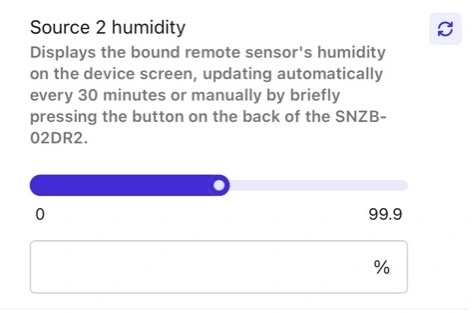 Source 2 humidity
Displays the bound remote sensor's humidity
on the device screen, updating automatically
every 30 minutes or manually by briefly
pressing the button on the back of the SNZB-
02DR2.
0 99.9
%